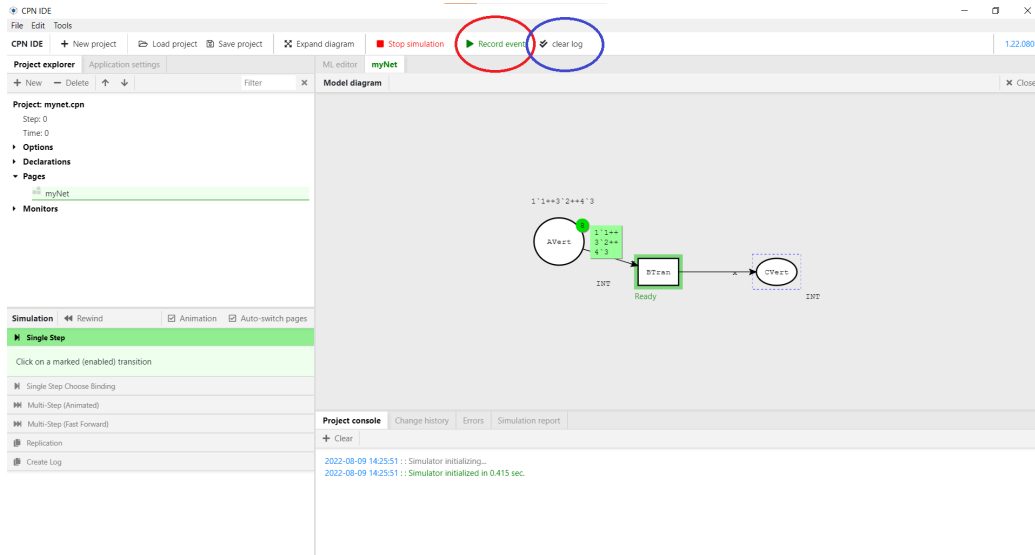 CPN IDE
File Edit Tools
CPN IDE + New project Load project Save project Expand diagram Stop simulation Record event clear log 1.22.080
Project explorer Application settings ML editor myNet
+ New − Delete Filter × Model diagram × Close
Project: mynet.cpn
Step: 0
Time: 0
Options
Declarations
Pages
myNet
Monitors
1`1++3`2++4`3
AVert
1`1++
3`2++
4`3
INT
BTran
Ready
x
CVert
INT
Simulation Rewind Animation Auto-switch pages
Single Step
Click on a marked (enabled) transition
Single Step Choose Binding
Multi-Step (Animated)
Multi-Step (Fast Forward)
Replication
Create Log
Project console Change history Errors Simulation report
+ Clear
2022-08-09 14:25:51 : : Simulator initializing...
2022-08-09 14:25:51 : : Simulator initialized in 0.415 sec.